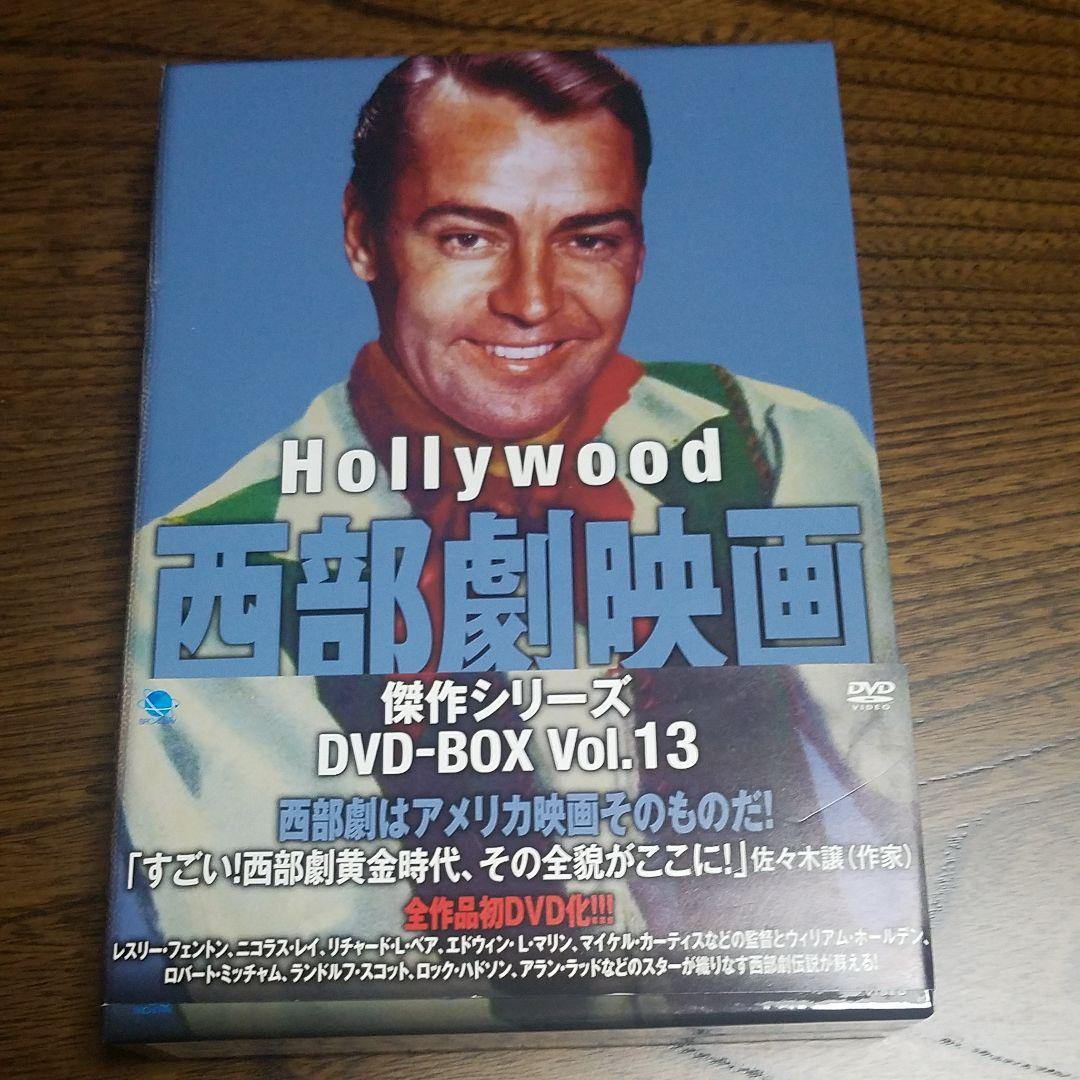 Hollywood
西部劇映画
傑作シリーズ
DVD-BOX Vol.13
DVD
VIDEO
西部劇はアメリカ映画そのものだ!
「すごい!西部劇黄金時代、その全貌がここに!」佐々木譲(作家)
全作品初DVD化!!!
レスリー・フェントン、ニコラス・レイ、リチャード・L・ベア、エドウィン・L・マリン、マイケル・カーティスなどの監督とウィリアム・ホールデン、
ロバート・ミッチャム、ランドルフ・スコット、ロック・ハドソン、アラン・ラッドなどのスターが織りなす西部劇伝説が蘇える!